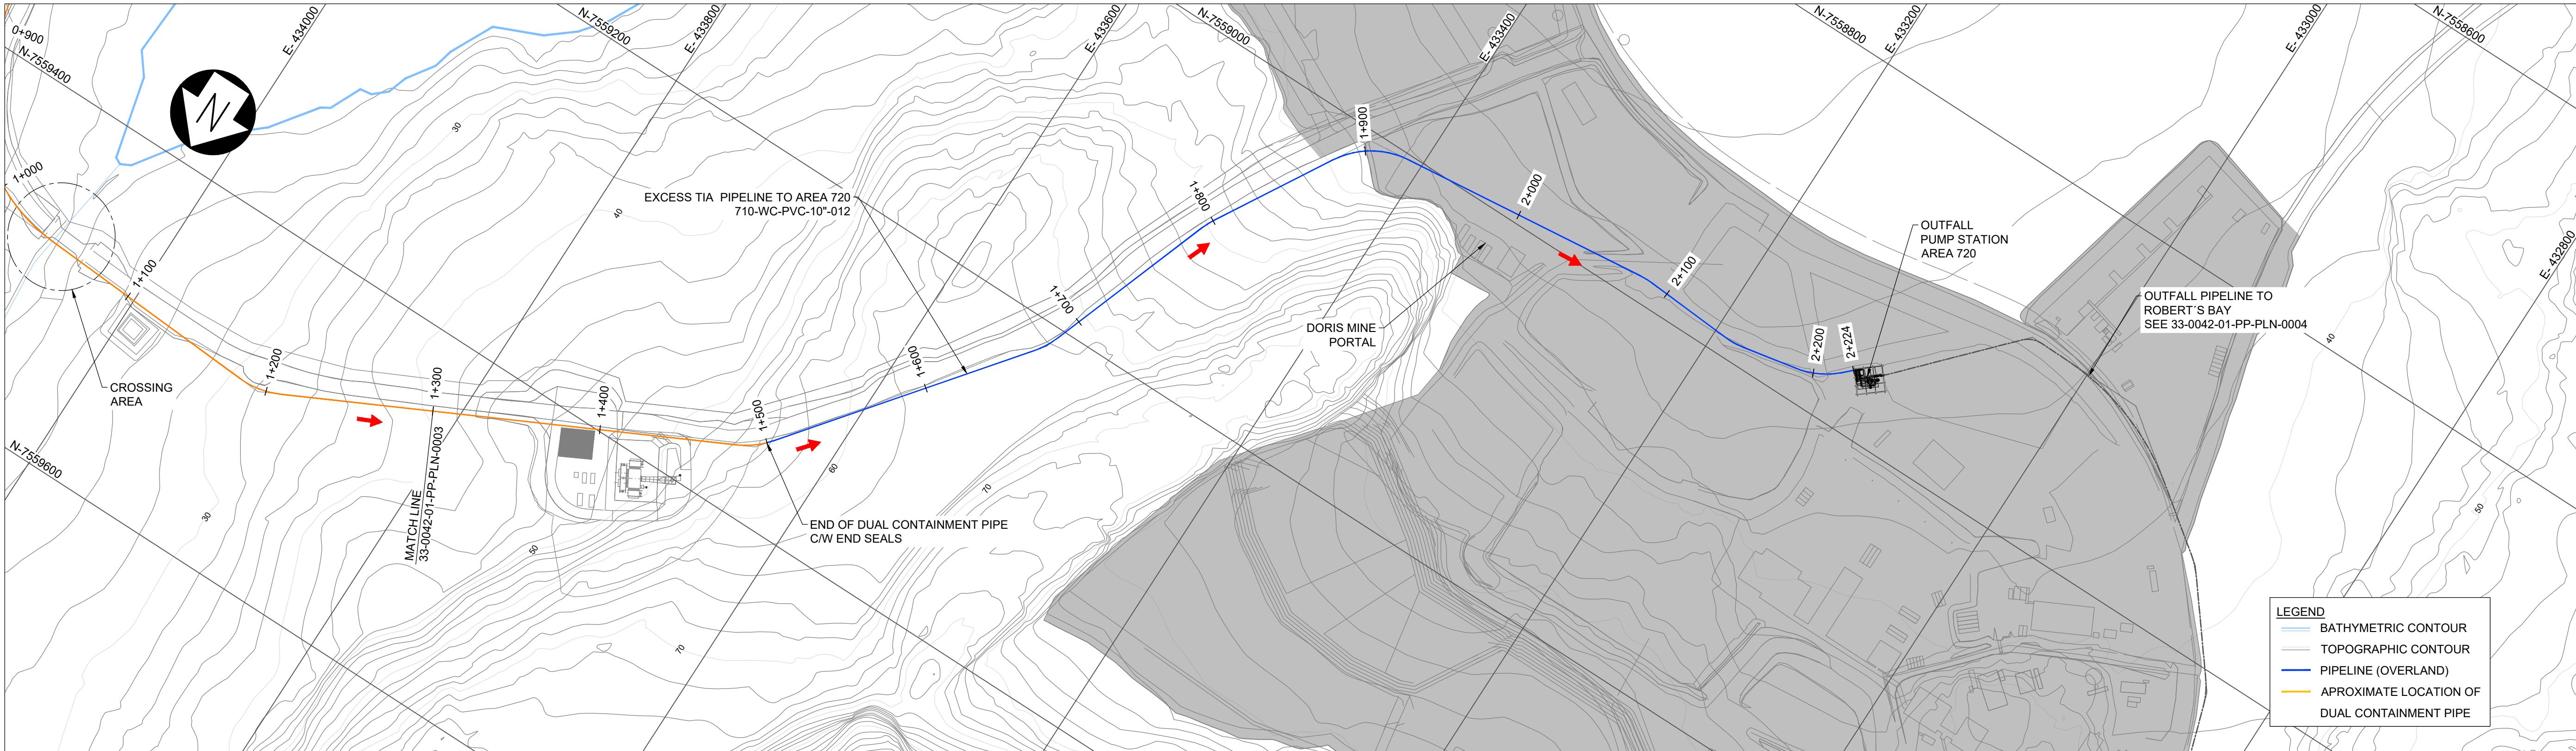 0+900
N-7559400
E- 434000
N-7559200
E- 433800
E- 433600
N-7559000
E- 433400
N-7558800
E- 433200
E- 433000
N-7558600
N
30
1+000
40
EXCESS TIA PIPELINE TO AREA 720
710-WC-PVC-10"-012
1+800
1+900
2+000
OUTFALL
PUMP STATION
AREA 720
E- 432800
1+100
1+700
2+100
OUTFALL PIPELINE TO
ROBERT´S BAY
SEE 33-0042-01-PP-PLN-0004
DORIS MINE
PORTAL
40
CROSSING
AREA
1+200
1+300
1+400
1+500
1+600
2+200
2+224
N-7559600
MATCH LINE
33-0042-01-PP-PLN-0003
60
70
30
50
END OF DUAL CONTAINMENT PIPE
C/W END SEALS
50
70
LEGEND
BATHYMETRIC CONTOUR
TOPOGRAPHIC CONTOUR
PIPELINE (OVERLAND)
APROXIMATE LOCATION OF
DUAL CONTAINMENT PIPE